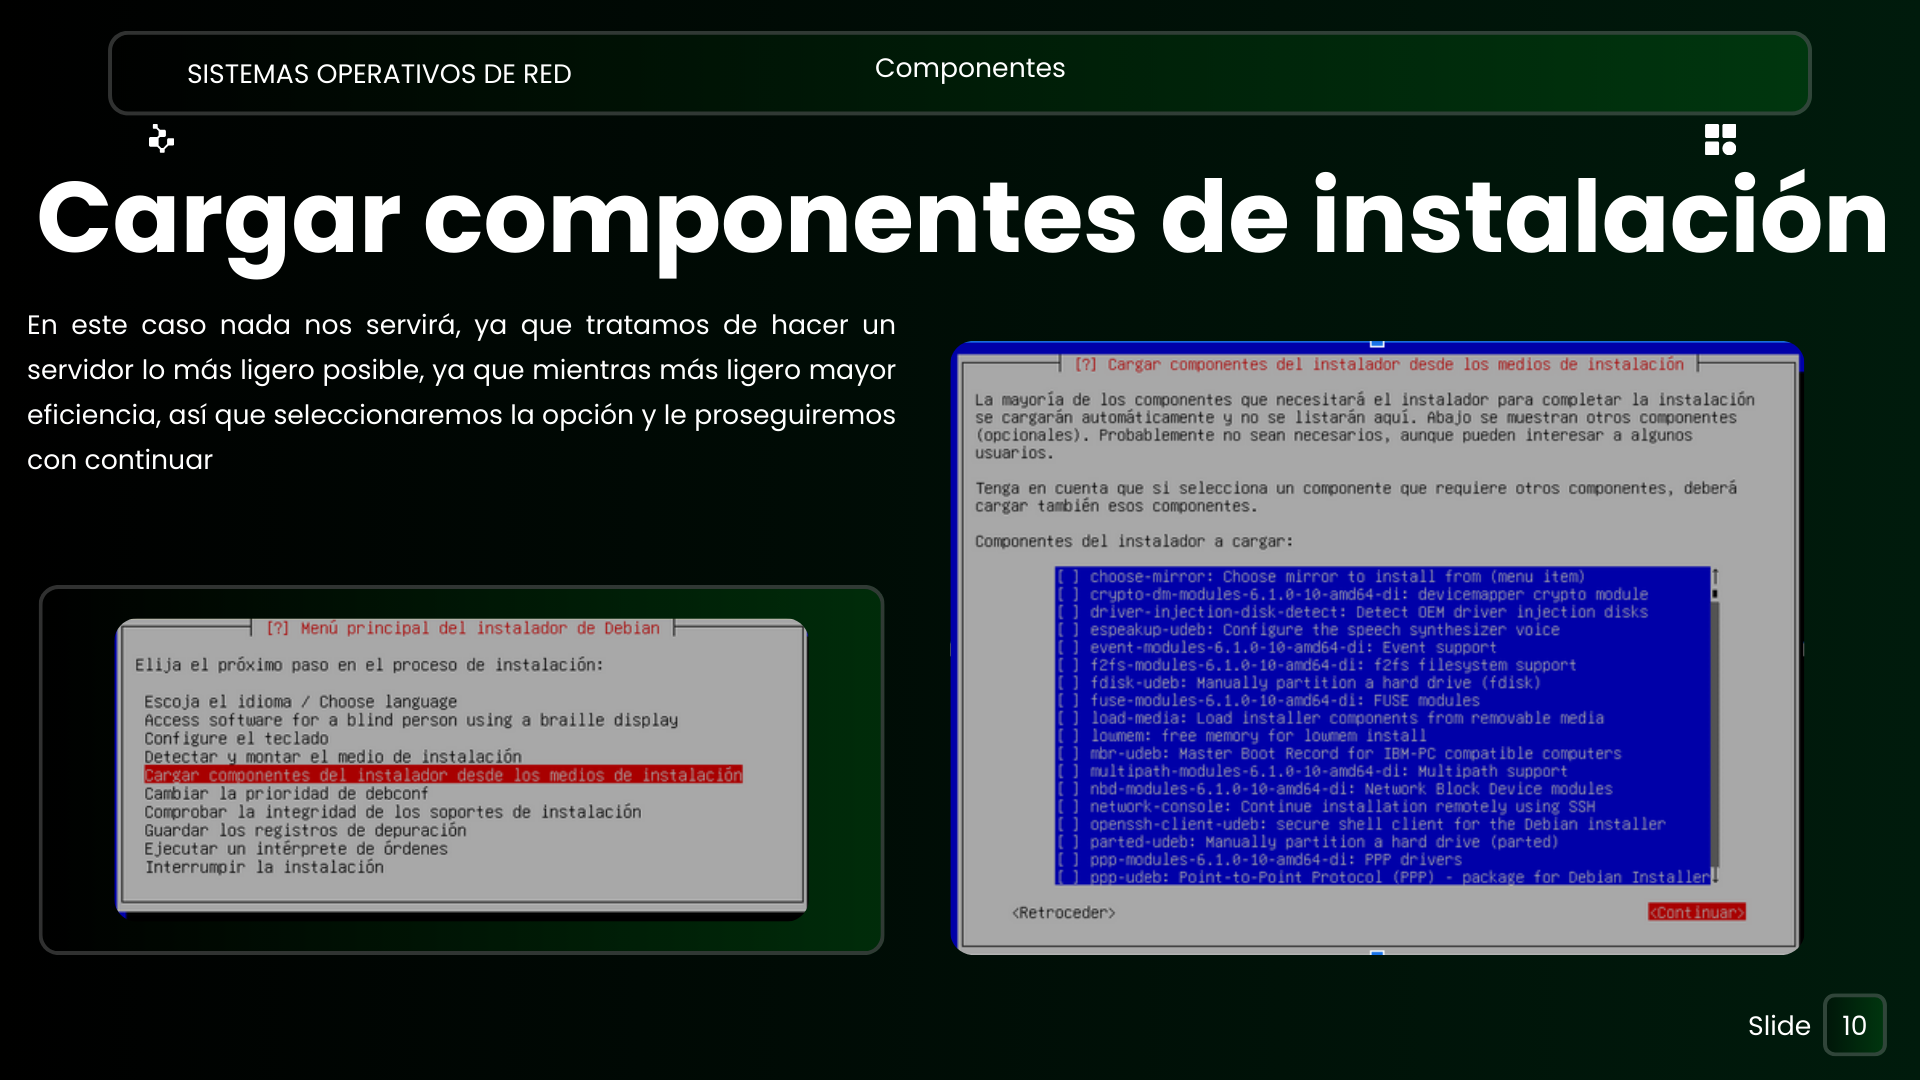 SISTEMAS OPERATIVOS DE RED
Componentes
Cargar componentes de instalación
En este caso nada nos servirá, ya que tratamos de hacer un
servidor lo más ligero posible, ya que mientras más ligero mayor
eficiencia, así que seleccionaremos la opción y le proseguiremos
con continuar
[?] Menú principal del instalador de Debian
Elija el próximo paso en el proceso de instalación:
Escoja el idioma / Choose language
Access software for a blind person using a braille display
Configure el teclado
Detectar y montar el medio de instalación
Cargar componentes del instalador desde los medios de instalación
Cambiar la prioridad de debconf
Comprobar la integridad de los soportes de instalación
Guardar los registros de depuración
Ejecutar un intérprete de órdenes
Interrumpir la instalación
[?] Cargar componentes del instalador desde los medios de instalación
La mayoría de los componentes que necesitará el instalador para completar la instalación
se cargarán automáticamente y no se listarán aquí. Abajo se muestran otros componentes
(opcionales). Probablemente no sean necesarios, aunque pueden interesar a algunos
usuarios.
Tenga en cuenta que si selecciona un componente que requiere otros componentes, deberá
cargar también esos componentes.
Componentes del instalador a cargar:
[ ] choose-mirror: Choose mirror to install from (menu item)
[ ] crypto-dm-modules-6.1.0-10-amd64-di: devicemapper crypto module
[ ] driver-injection-disk-detect: Detect OEM driver injection disks
[ ] espeakup-udeb: Configure the speech synthesizer voice
[ ] event-modules-6.1.0-10-amd64-di: Event support
[ ] f2fs-modules-6.1.0-10-amd64-di: f2fs filesystem support
[ ] fdisk-udeb: Manually partition a hard drive (fdisk)
[ ] fuse-modules-6.1.0-10-amd64-di: FUSE modules
[ ] load-media: Load installer components from removable media
[ ] lowmem: free memory for lowmem install
[ ] mbr-udeb: Master Boot Record for IBM-PC compatible computers
[ ] multipath-modules-6.1.0-10-amd64-di: Multipath support
[ ] nbd-modules-6.1.0-10-amd64-di: Network Block Device modules
[ ] network-console: Continue installation remotely using SSH
[ ] openssh-client-udeb: secure shell client for the Debian installer
[ ] parted-udeb: Manually partition a hard drive (parted)
[ ] ppp-modules-6.1.0-10-amd64-di: PPP drivers
[ ] ppp-udeb: Point-to-Point Protocol (PPP) - package for Debian Installer
<Retroceder>
<Continuar>
Slide 10